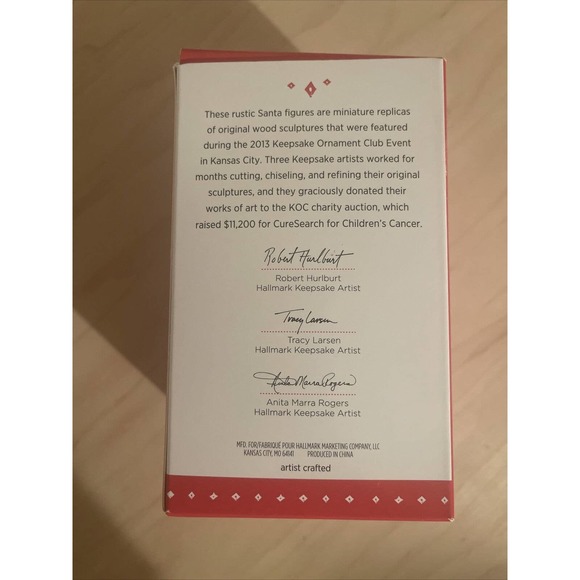 These rustic Santa figures are miniature replicas
of original wood sculptures that were featured
during the 2013 Keepsake Ornament Club Event
in Kansas City. Three Keepsake artists worked for
months cutting, chiseling, and refining their original
sculptures, and they graciously donated their
works of art to the KOC charity auction, which
raised $11,200 for CureSearch for Children's Cancer.
Robert Hurlburt
Robert Hurlburt
Hallmark Keepsake Artist
Tracy Larsen
Tracy Larsen
Hallmark Keepsake Artist
Anita Marra Rogers
Anita Marra Rogers
Hallmark Keepsake Artist
MFD. FOR/FABRIQUÉ POUR HALLMARK MARKETING COMPANY, LLC
KANSAS CITY, MO 64141 PRODUCED IN CHINA
artist crafted